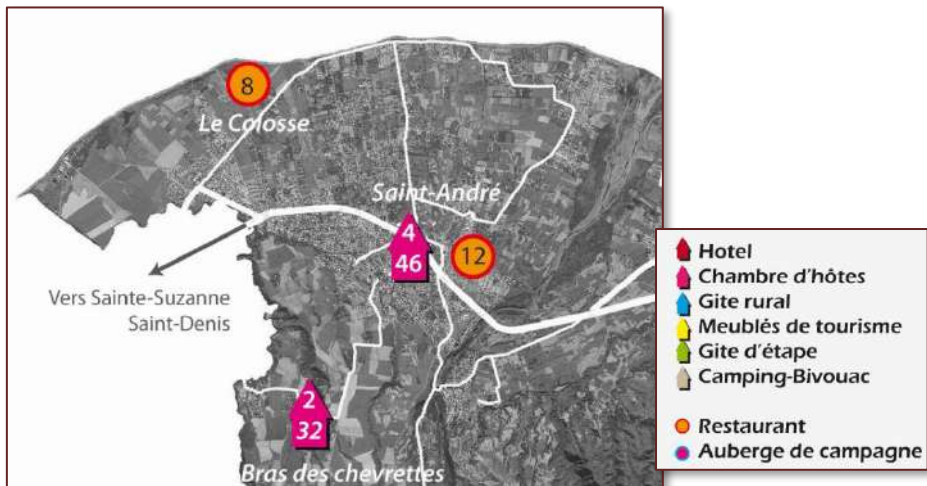 8
Le Colosse
Saint-André
4
46
12
Vers Sainte-Suzanne
Saint-Denis
2
32
Bras des chevrettes
Hotel
Chambre d'hôtes
Gite rural
Meublés de tourisme
Gite d'étape
Camping-Bivouac
Restaurant
Auberge de campagne